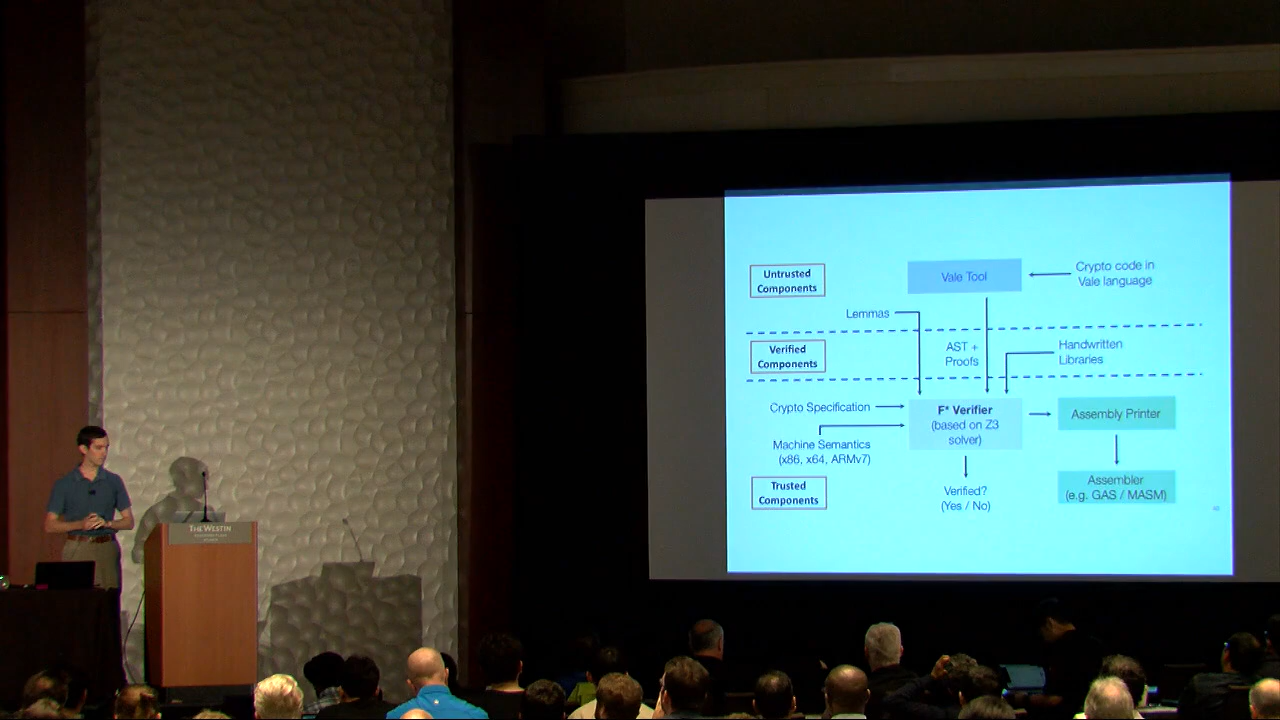 Untrusted
Components
Vale Tool
Crypto code in
Vale language
Lemmas
Verified
Components
AST +
Proofs
Handwritten
Libraries
Crypto Specification
F* Verifier
(based on Z3
solver)
Assembly Printer
Machine Semantics
(x86, x64, ARMv7)
Trusted
Components
Verified?
(Yes / No)
Assembler
(e.g. GAS / MASM)
THE WESTIN